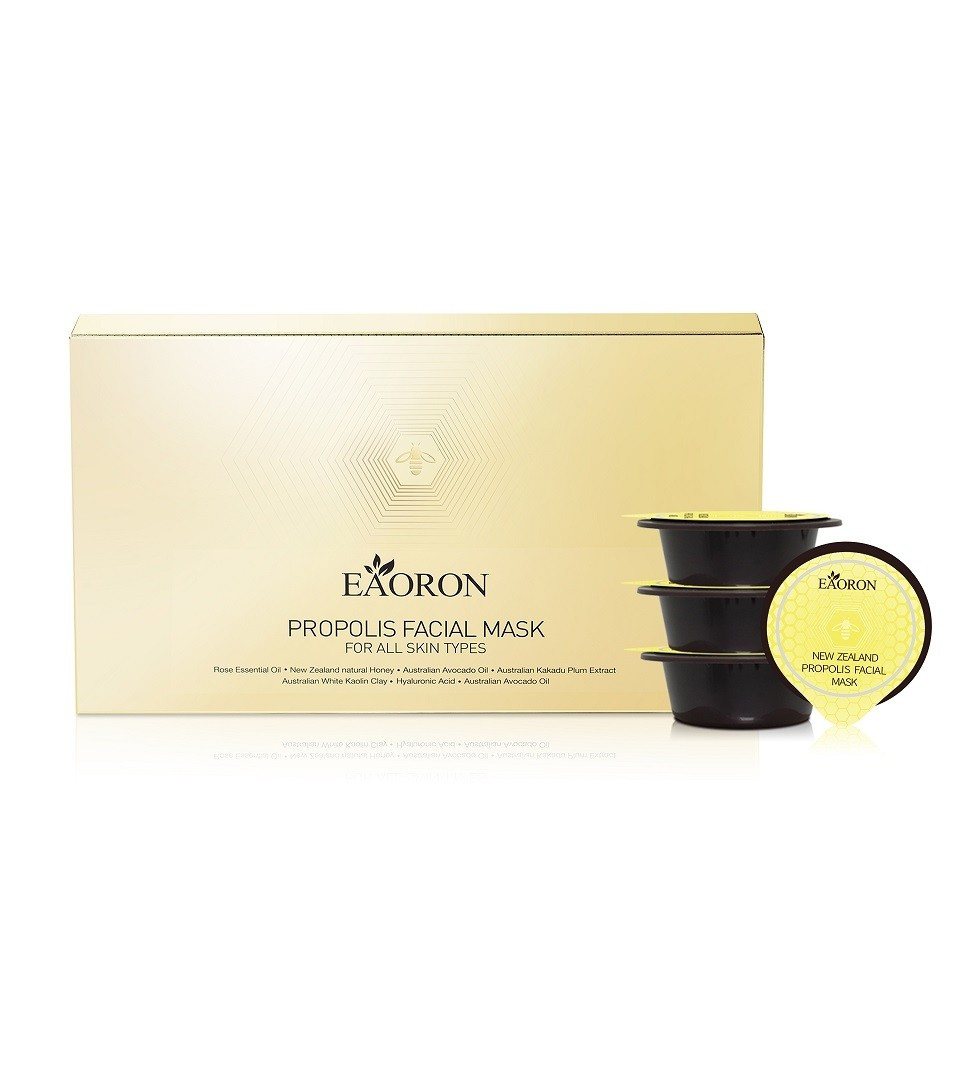 EAORON
PROPOLIS FACIAL MASK
FOR ALL SKIN TYPES
Rose Essential Oil • New Zealand natural Honey • Australian Avocado Oil • Australian Kakadu Plum Extract
Australian White Kaolin Clay • Hyaluronic Acid • Australian Avocado Oil
EAORON
NEW ZEALAND
PROPOLIS FACIAL
MASK